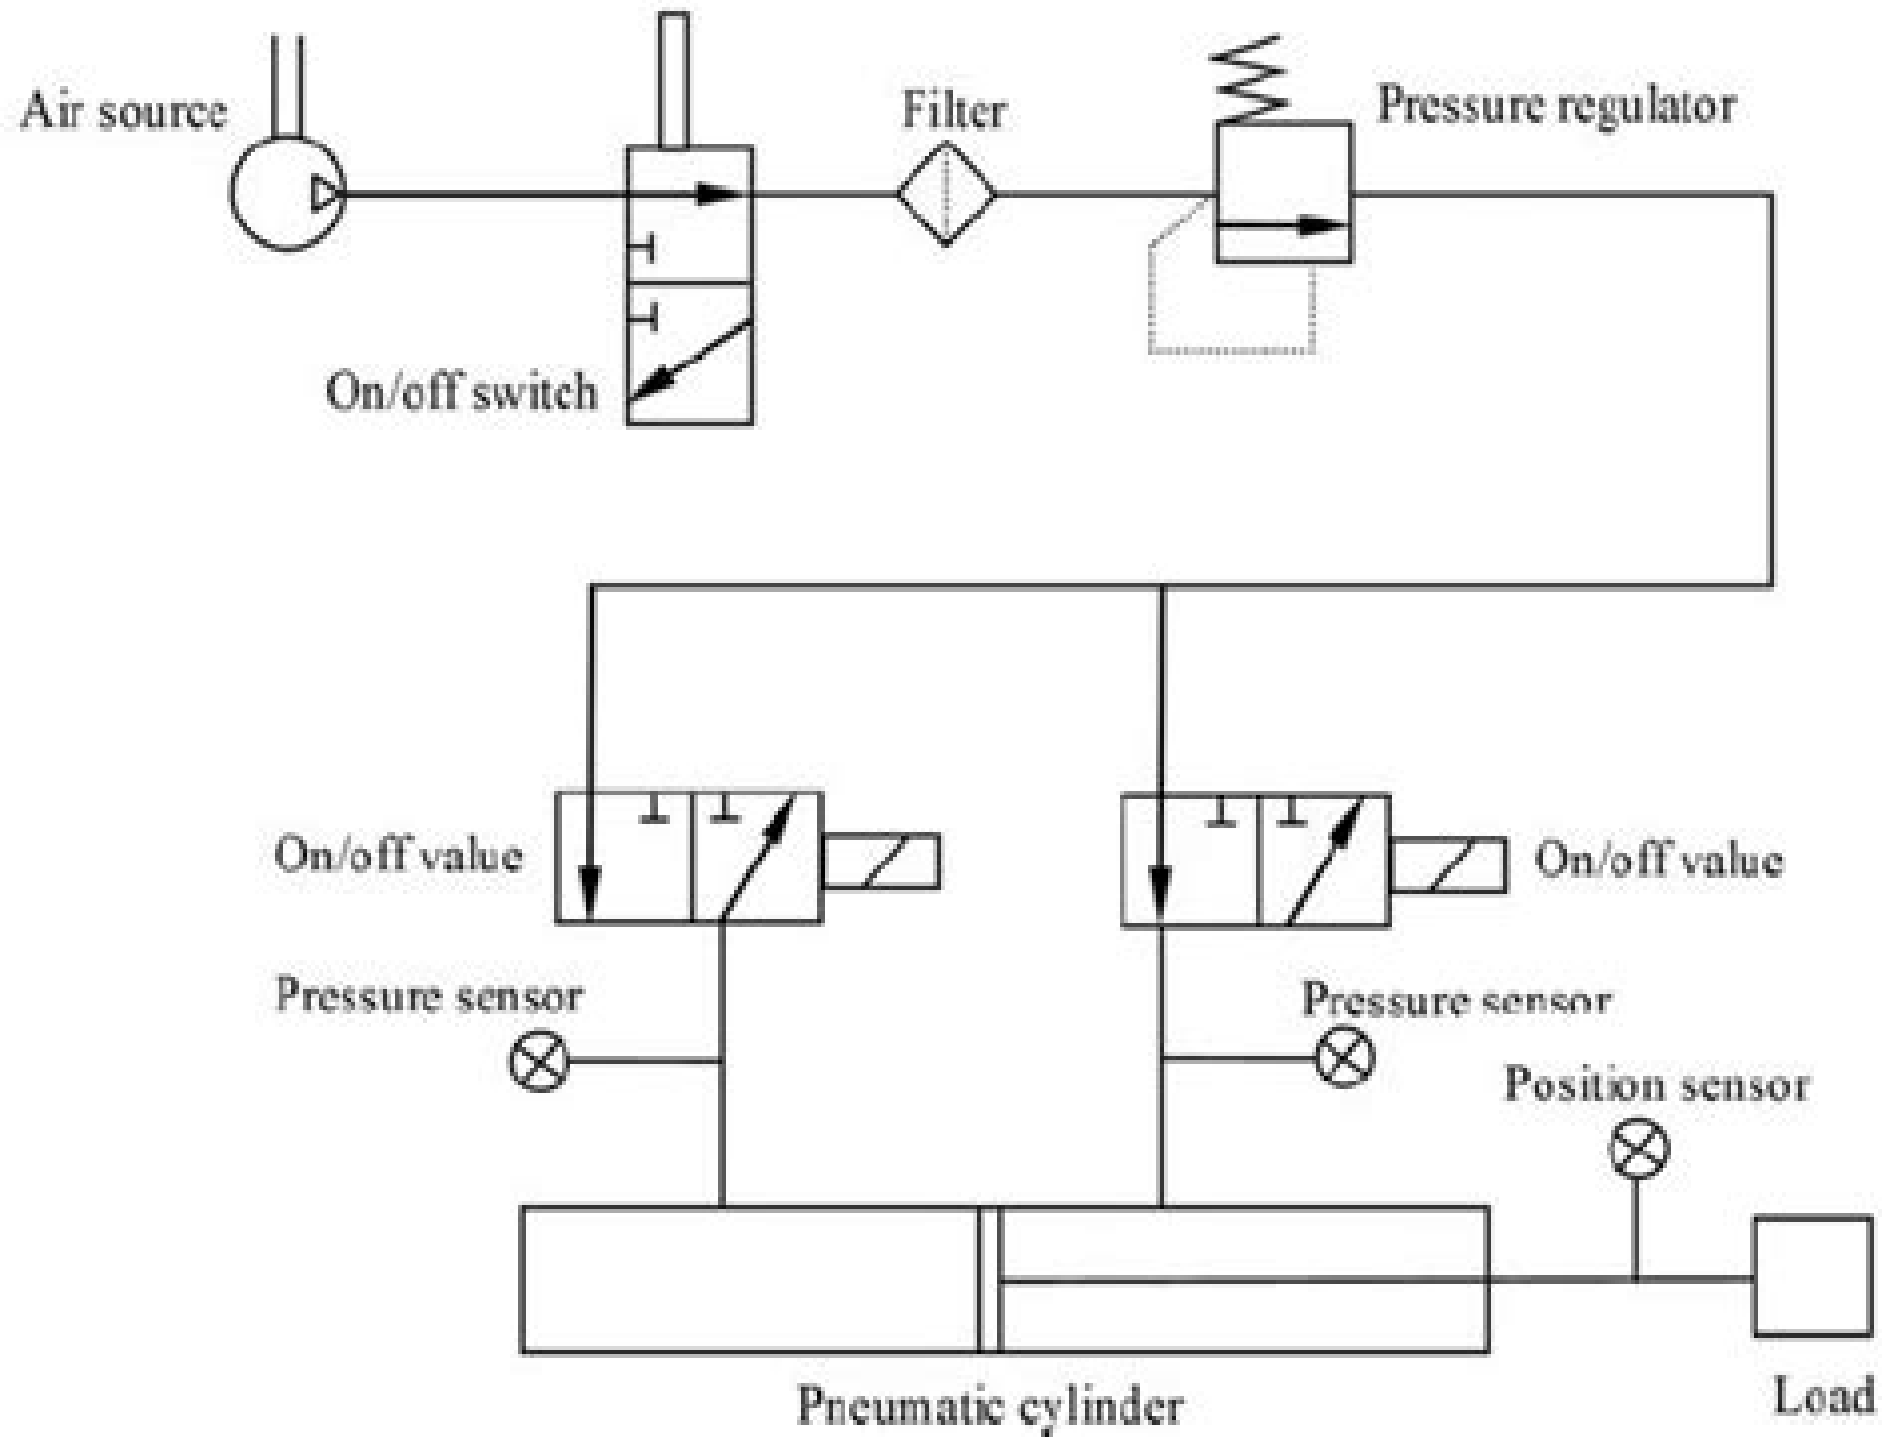 Air source
Filter
Pressure regulator
On/off switch
On/off value
On/off value
Pressure sensor
Pressure sensor
Position sensor
Pneumatic cylinder
Load